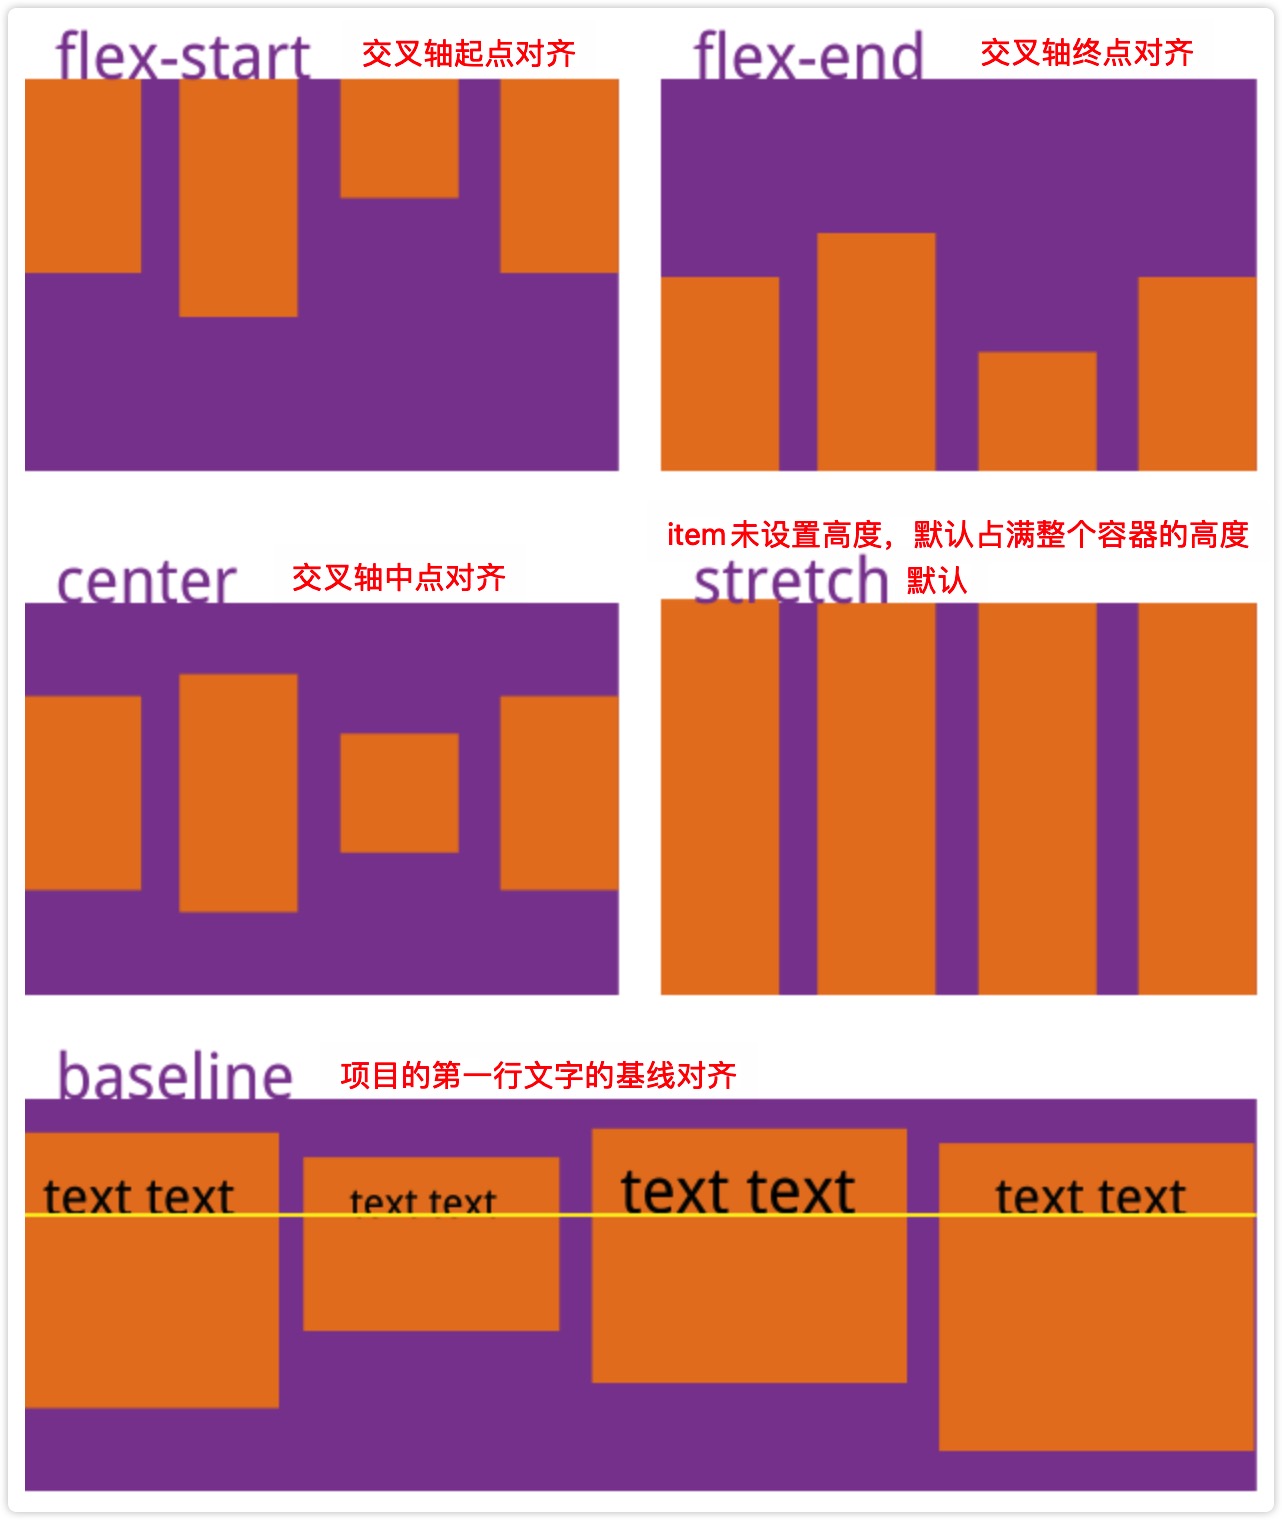 flex-start 交叉轴起点对齐
flex-end 交叉轴终点对齐
center 交叉轴中点对齐
item未设置高度，默认占满整个容器的高度
stretch 默认
baseline 项目的第一行文字的基线对齐
text text text text text text text text